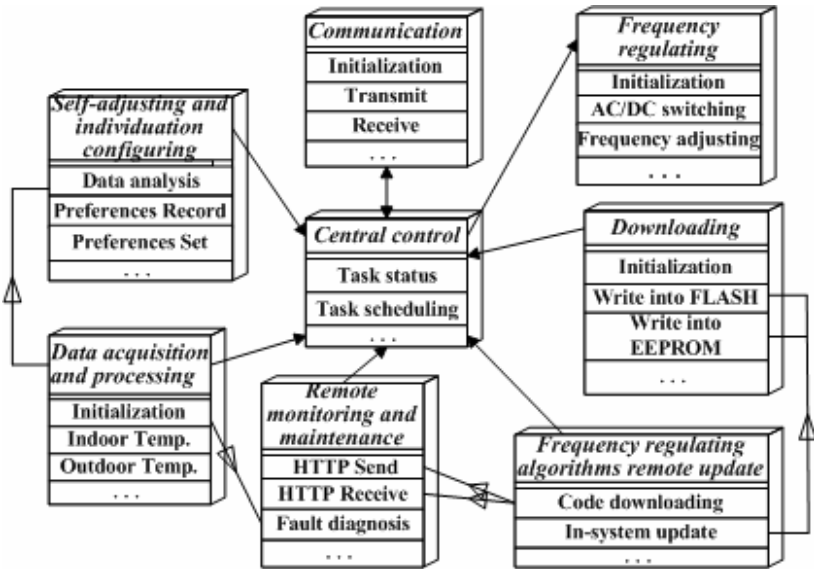 Communication
Initialization
Transmit
Receive
. . .
Frequency
regulating
Initialization
AC/DC switching
Frequency adjusting
. . .
Self-adjusting and
individuation
configuring
Data analysis
Preferences Record
Preferences Set
. . .
Central control
Task status
Task scheduling
. . .
Downloading
Initialization
Write into FLASH
Write into
EEPROM
. . .
Data acquisition
and processing
Initialization
Indoor Temp.
Outdoor Temp.
. . .
Remote
monitoring and
maintenance
HTTP Send
HTTP Receive
Fault diagnosis
. . .
Frequency regulating
algorithms remote update
Code downloading
In-system update
. . .